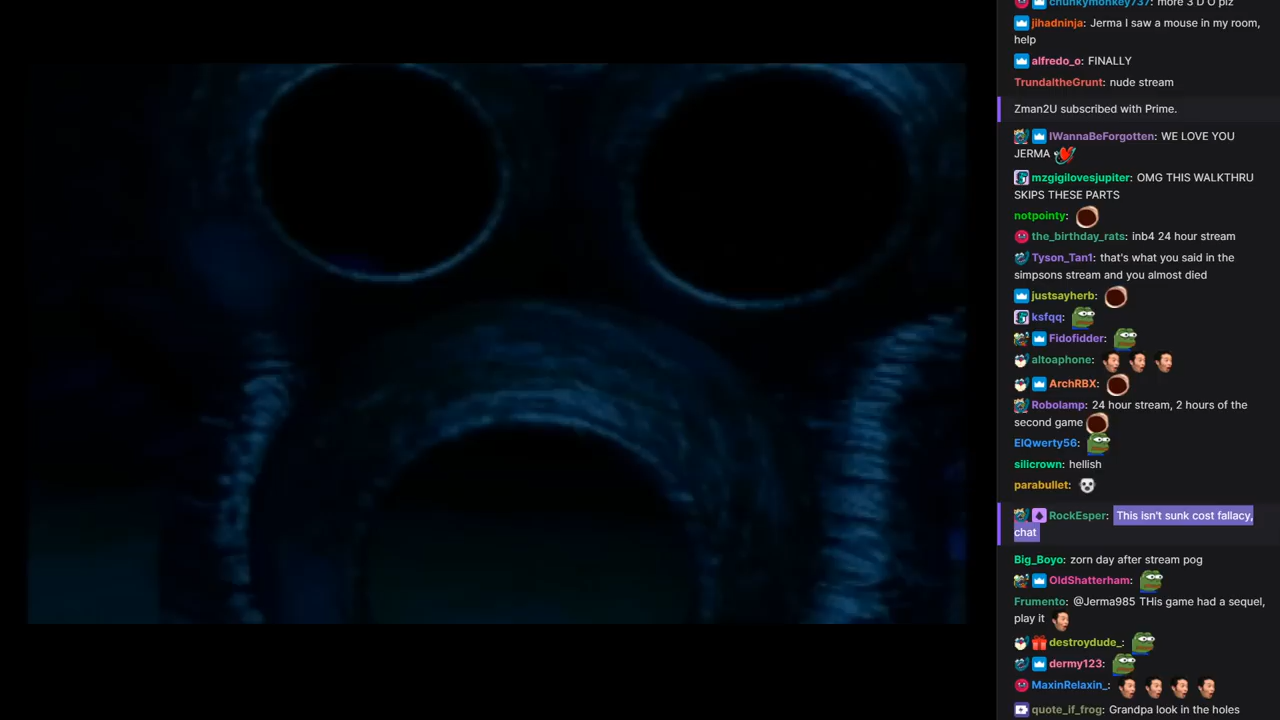 chunkymonkey737: more 3 D O plz
jihadninja: Jerma I saw a mouse in my room,
help
alfredo_o: FINALLY
TrundaltheGrunt: nude stream
Zman2U subscribed with Prime.
IWannaBeForgotten: WE LOVE YOU
JERMA
mzgigilovesjupiter: OMG THIS WALKTHRU
SKIPS THESE PARTS
notpointy:
the_birthday_rats: inb4 24 hour stream
Tyson_Tan1: that's what you said in the
simpsons stream and you almost died
justsayherb:
ksfqq:
Fidofidder:
altoaphone:
ArchRBX:
Robolamp: 24 hour stream, 2 hours of the
second game
ElQwerty56:
silicrown: hellish
parabullet:
RockEsper: This isn't sunk cost fallacy,
chat
Big_Boyo: zorn day after stream pog
OldShatterham:
Frumento: @Jerma985 THis game had a sequel,
play it
destroydude_:
dermy123:
MaxinRelaxin_:
quote_if_frog: Grandpa look in the holes